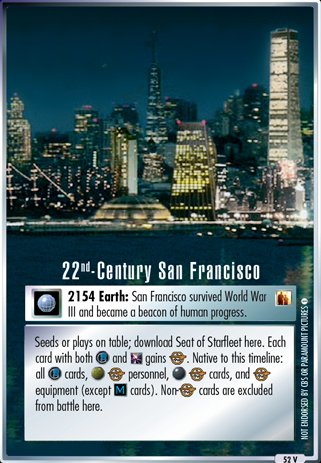 22nd-Century San Francisco
2154 Earth: San Francisco survived World War
III and became a beacon of human progress.
Seeds or plays on table; download Seat of Starfleet here. Each
card with both and gains . Native to this timeline:
all cards, personnel, cards, and
equipment (except M cards). Non- cards are excluded
from battle here.
NOT ENDORSED BY CBS OR PARAMOUNT PICTURES
52 V